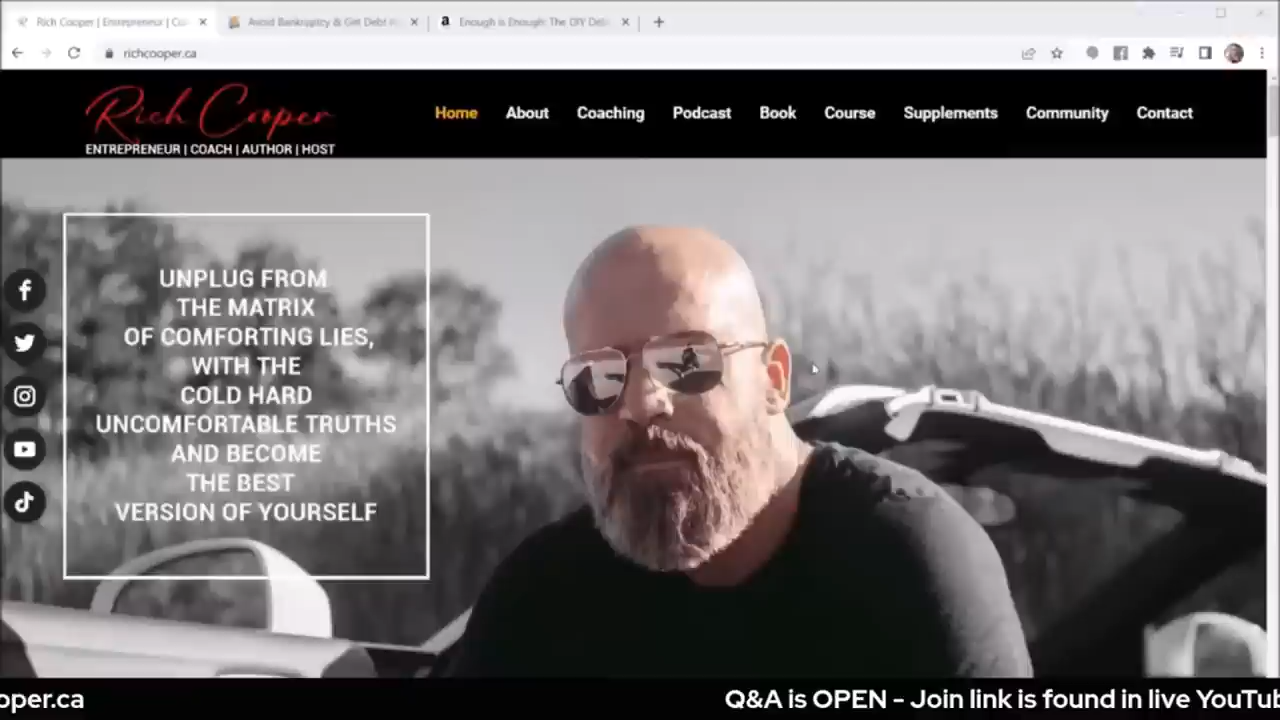 Rich Cooper | Entrepreneur | Co
Avoid Bankruptcy & Get Debt
Enough is Enough: The DIY Deb
richcooper.ca
Rich Cooper
ENTREPRENEUR | COACH | AUTHOR | HOST
Home About Coaching Podcast Book Course Supplements Community Contact
UNPLUG FROM
THE MATRIX
OF COMFORTING LIES,
WITH THE
COLD HARD
UNCOMFORTABLE TRUTHS
AND BECOME
THE BEST
VERSION OF YOURSELF
oper.ca
Q&A is OPEN - Join link is found in live YouTub